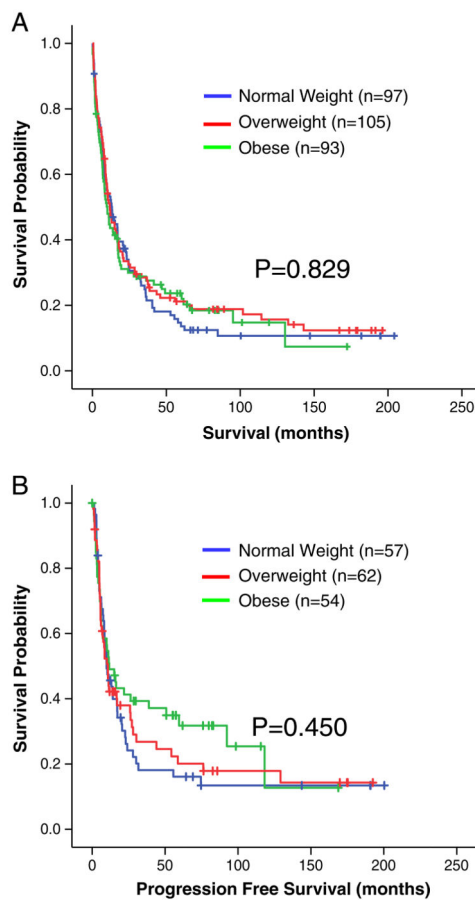 A
1.0
0.8
0.6
0.4
0.2
0.0
Survival Probability
Normal Weight (n=97)
Overweight (n=105)
Obese (n=93)
P=0.829
0 50 100 150 200 250
Survival (months)
B
1.0
0.8
0.6
0.4
0.2
0.0
Survival Probability
Normal Weight (n=57)
Overweight (n=62)
Obese (n=54)
P=0.450
0 50 100 150 200 250
Progression Free Survival (months)